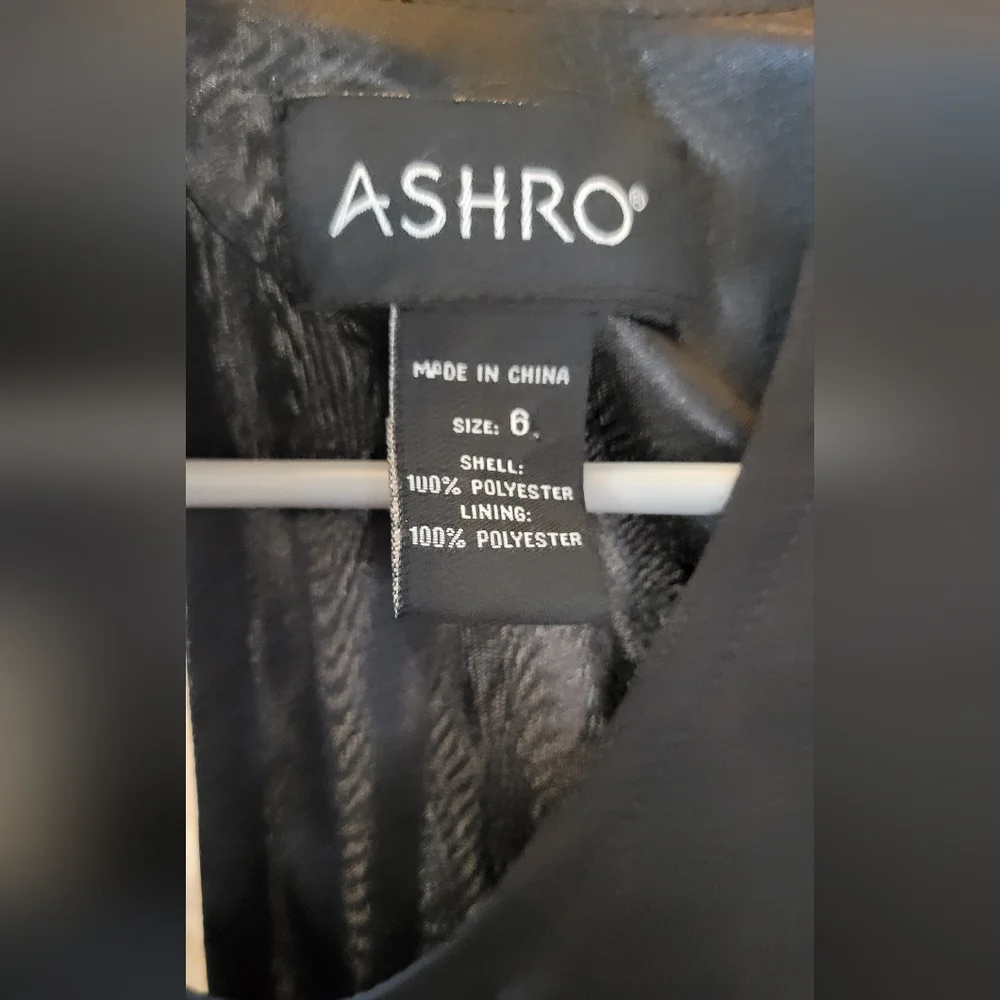 ASHRO®
MADE IN CHINA
SIZE: 6.
SHELL:
100% POLYESTER
LINING:
100% POLYESTER